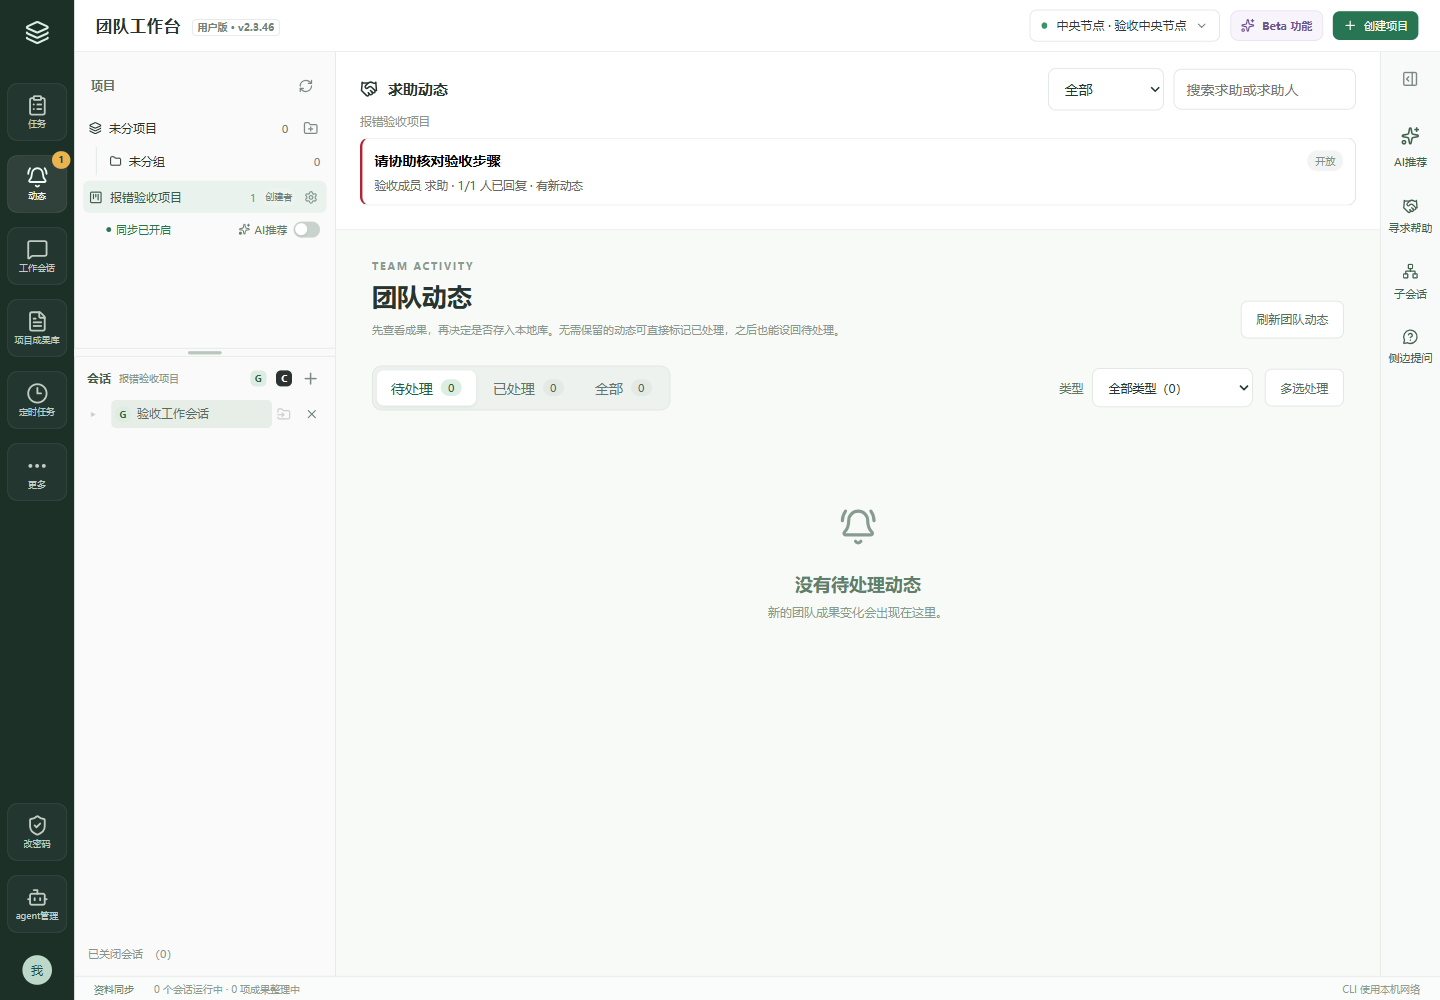 团队工作台 用户版 • v2.3.46
中央节点 · 验收中央节点
Beta 功能
创建项目
任务
1
动态
工作会话
项目成果库
定时任务
更多
改密码
agent管理
我
项目
未分项目 0
未分组 0
报错验收项目 1 创建者
同步已开启 AI推荐
会话 报错验收项目 G C
G 验收工作会话
已关闭会话 (0)
求助动态
全部
搜索求助或求助人
报错验收项目
请协助核对验收步骤
开放
验收成员 求助 · 1/1 人已回复 · 有新动态
TEAM ACTIVITY
团队动态
先查看成果，再决定是否存入本地库。无需保留的动态可直接标记已处理，之后也能设回待处理。
刷新团队动态
待处理 0 已处理 0 全部 0
类型 全部类型（0） 多选处理
没有待处理动态
新的团队成果变化会出现在这里。
AI推荐
寻求帮助
子会话
侧边提问
资料同步 0 个会话运行中 · 0 项成果整理中
CLI 使用本机网络